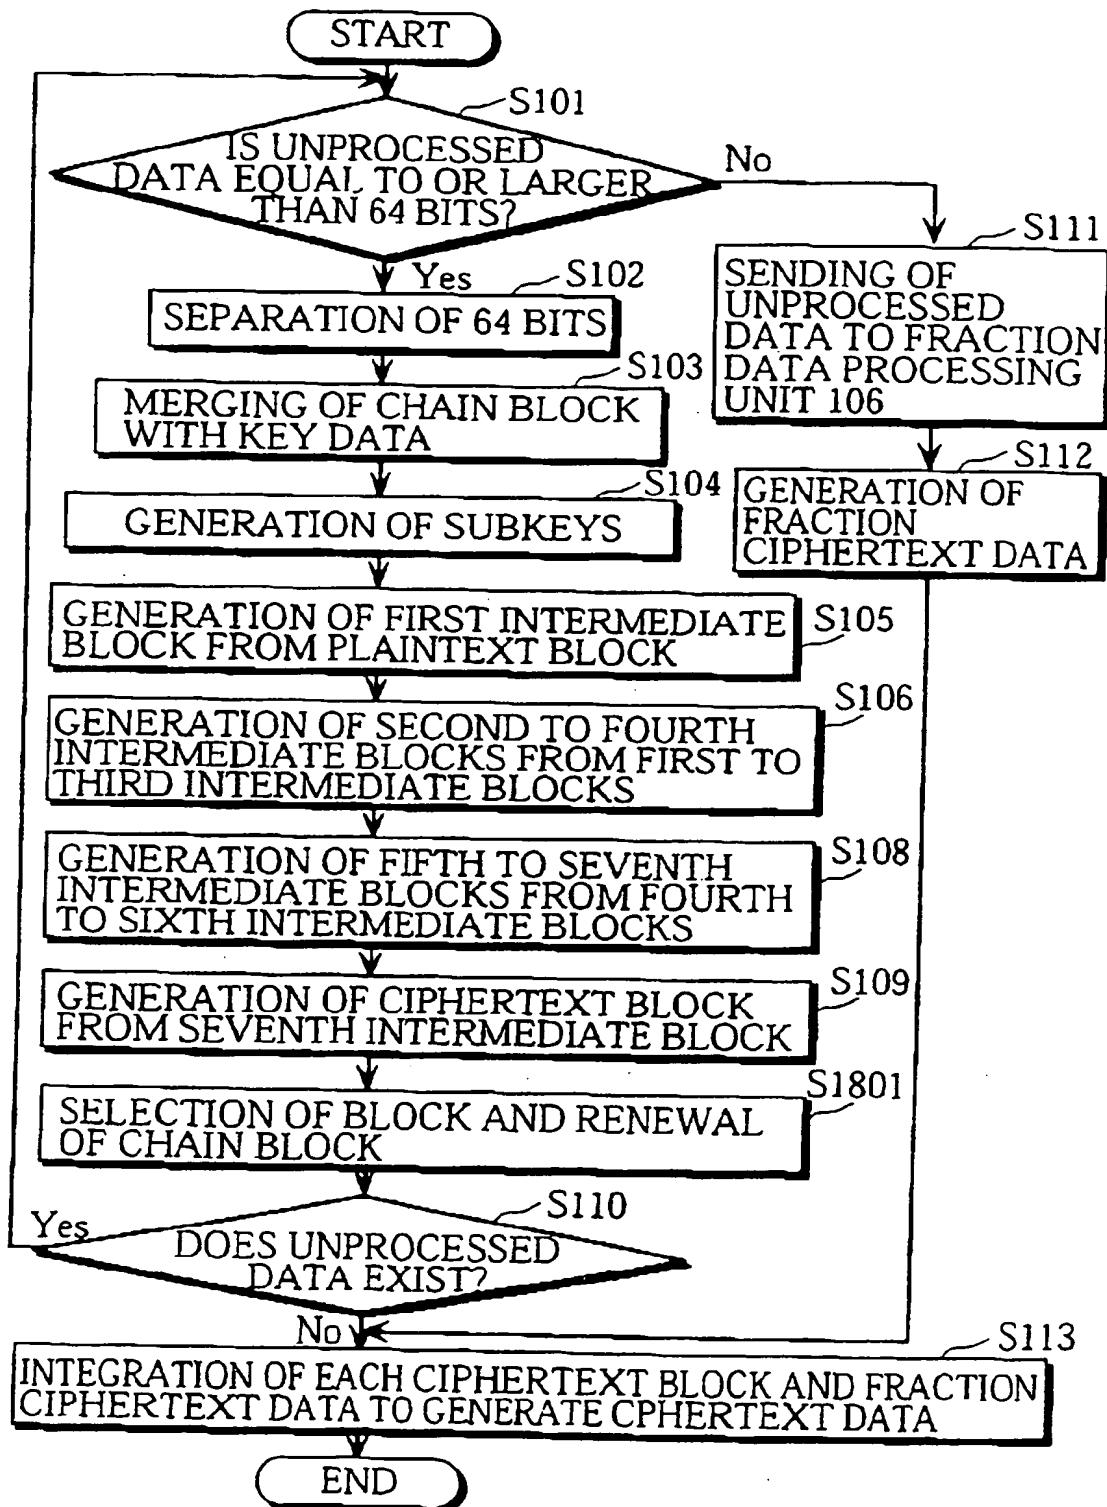 START
S101
IS UNPROCESSED
DATA EQUAL TO OR LARGER
THAN 64 BITS?
No
Yes
S102
SEPARATION OF 64 BITS
S103
MERGING OF CHAIN BLOCK
WITH KEY DATA
S104
GENERATION OF SUBKEYS
S105
GENERATION OF FIRST INTERMEDIATE
BLOCK FROM PLAINTEXT BLOCK
S106
GENERATION OF SECOND TO FOURTH
INTERMEDIATE BLOCKS FROM FIRST TO
THIRD INTERMEDIATE BLOCKS
S108
GENERATION OF FIFTH TO SEVENTH
INTERMEDIATE BLOCKS FROM FOURTH
TO SIXTH INTERMEDIATE BLOCKS
S109
GENERATION OF CIPHERTEXT BLOCK
FROM SEVENTH INTERMEDIATE BLOCK
S1801
SELECTION OF BLOCK AND RENEWAL
OF CHAIN BLOCK
S110
Yes
DOES UNPROCESSED
DATA EXIST?
No
S111
SENDING OF
UNPROCESSED
DATA TO FRACTION
DATA PROCESSING
UNIT 106
S112
GENERATION OF
FRACTION
CIPHERTEXT DATA
S113
INTEGRATION OF EACH CIPHERTEXT BLOCK AND FRACTION
CIPHERTEXT DATA TO GENERATE CPHERTEXT DATA
END